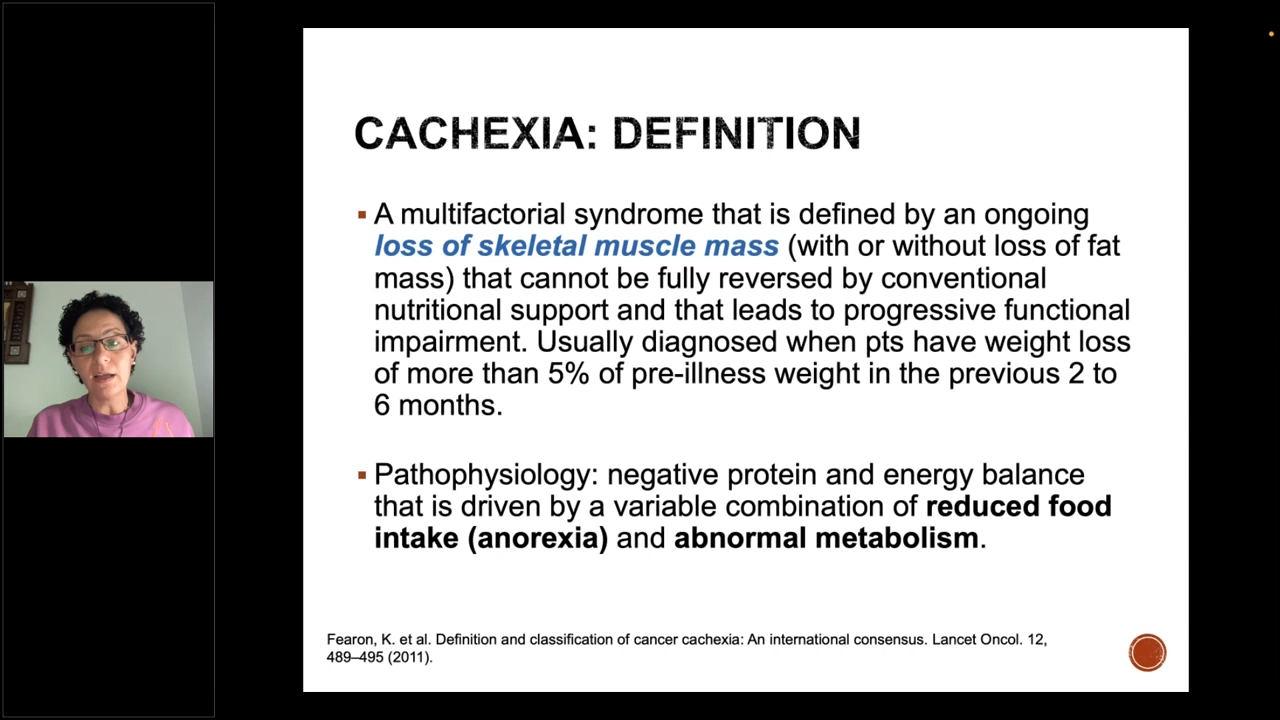 CACHEXIA: DEFINITION
A multifactorial syndrome that is defined by an ongoing
loss of skeletal muscle mass (with or without loss of fat
mass) that cannot be fully reversed by conventional
nutritional support and that leads to progressive functional
impairment. Usually diagnosed when pts have weight loss
of more than 5% of pre-illness weight in the previous 2 to
6 months.
Pathophysiology: negative protein and energy balance
that is driven by a variable combination of reduced food
intake (anorexia) and abnormal metabolism.
Fearon, K. et al. Definition and classification of cancer cachexia: An international consensus. Lancet Oncol. 12,
489–495 (2011).